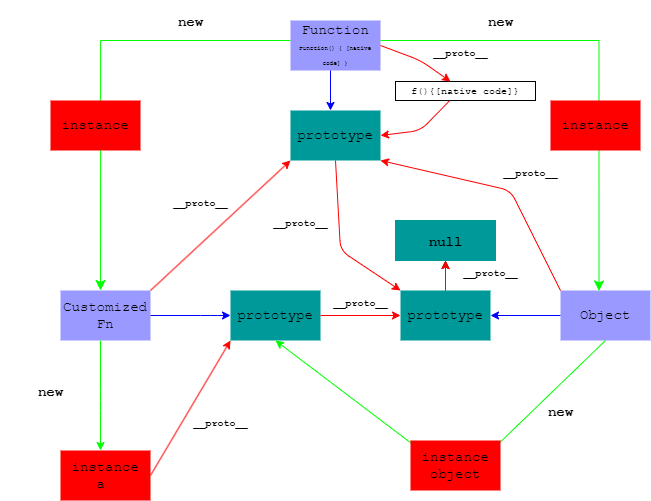 new
new
Function
Function() { [native
code] }
__proto__
f(){[native code]}
instance
prototype
instance
__proto__
__proto__
__proto__
null
__proto__
Customized
Fn
prototype
__proto__
prototype
Object
new
new
__proto__
instance
a
instance
object